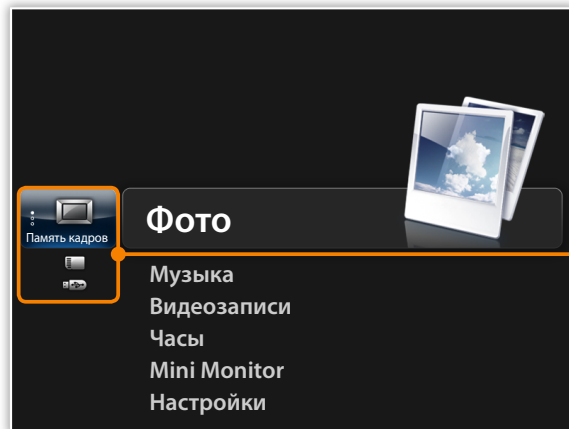 Память кадров
Фото
Музыка
Видеозаписи
Часы
Mini Monitor
Настройки